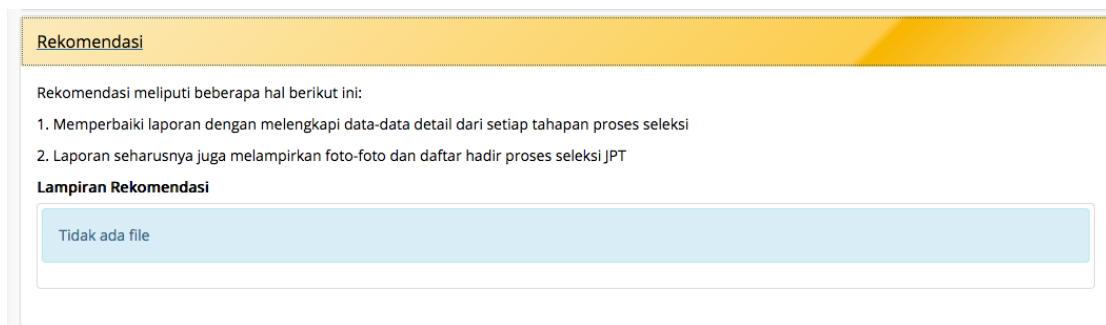 Rekomendasi
Rekomendasi meliputi beberapa hal berikut ini:
1. Memperbaiki laporan dengan melengkapi data-data detail dari setiap tahapan proses seleksi
2. Laporan seharusnya juga melampirkan foto-foto dan daftar hadir proses seleksi JPT
Lampiran Rekomendasi
Tidak ada file